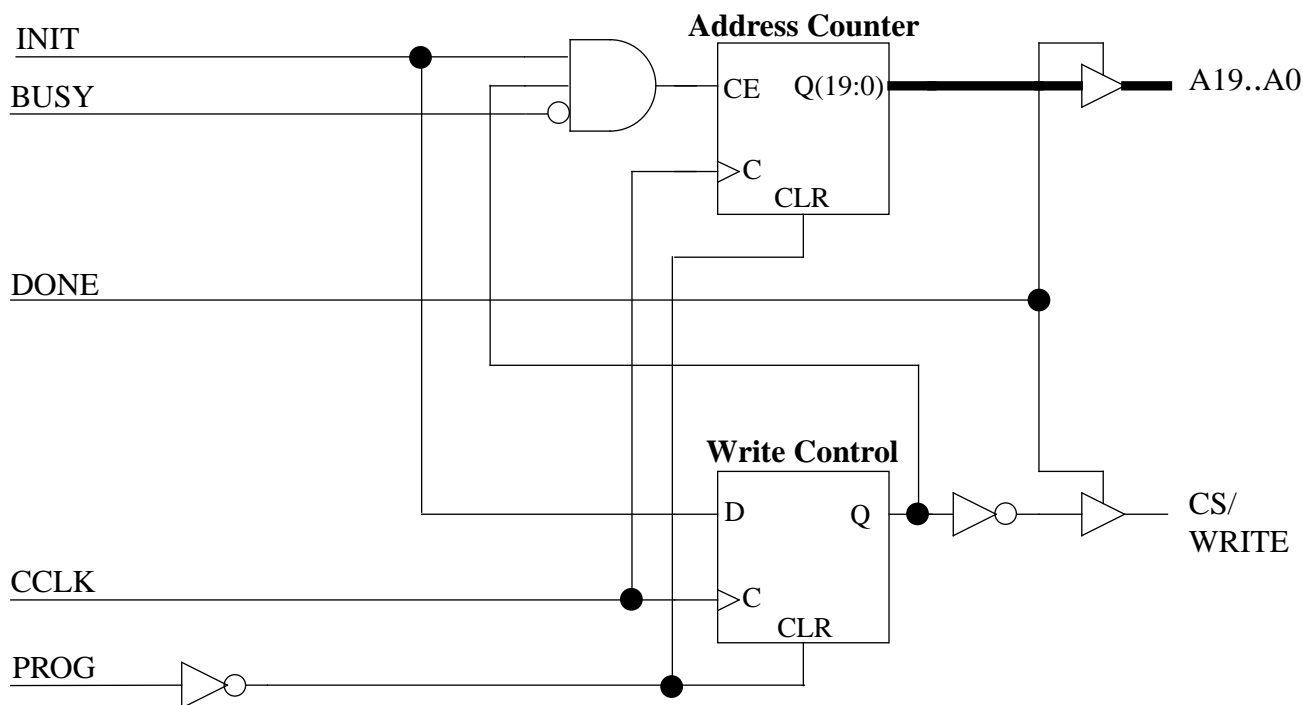 INIT
BUSY
Address Counter
CE
Q(19:0)
C
CLR
A19..A0
DONE
Write Control
D
Q
C
CLR
CS/
WRITE
CCLK
PROG